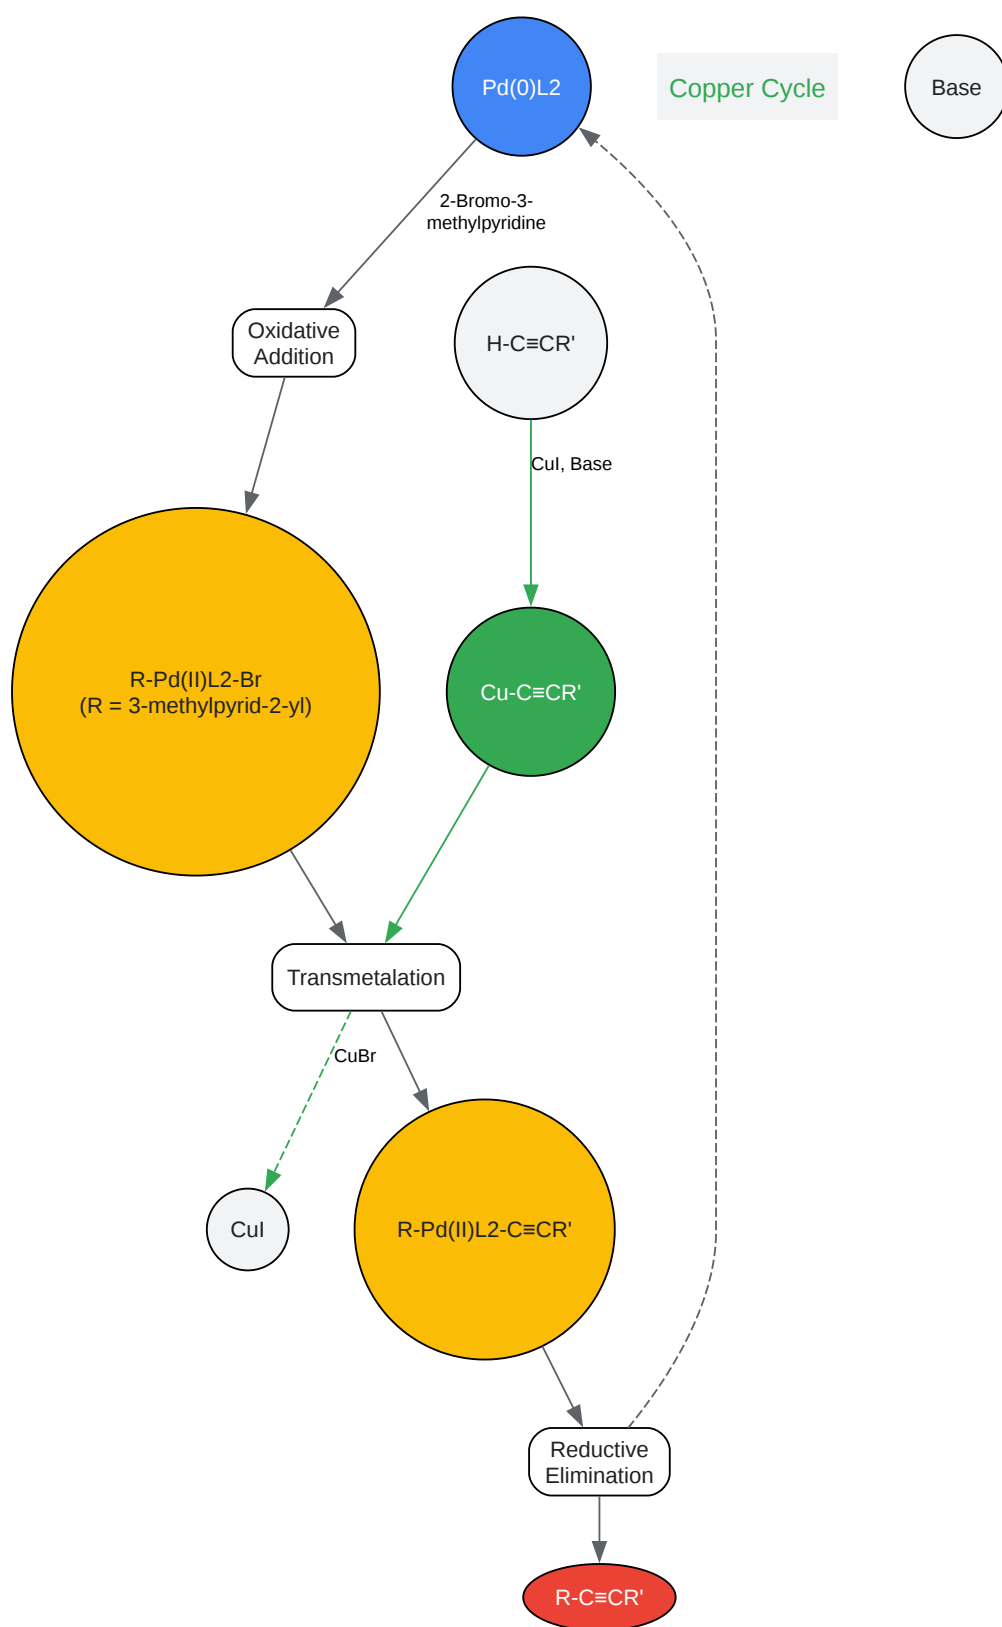 Pd(0)L2
Copper Cycle
Base
2-Bromo-3-
methylpyridine
Oxidative
Addition
H-C≡CR'
CuI, Base
R-Pd(II)L2-Br
(R = 3-methylpyrid-2-yl)
Cu-C≡CR'
Transmetalation
CuBr
CuI
R-Pd(II)L2-C≡CR'
Reductive
Elimination
R-C≡CR'